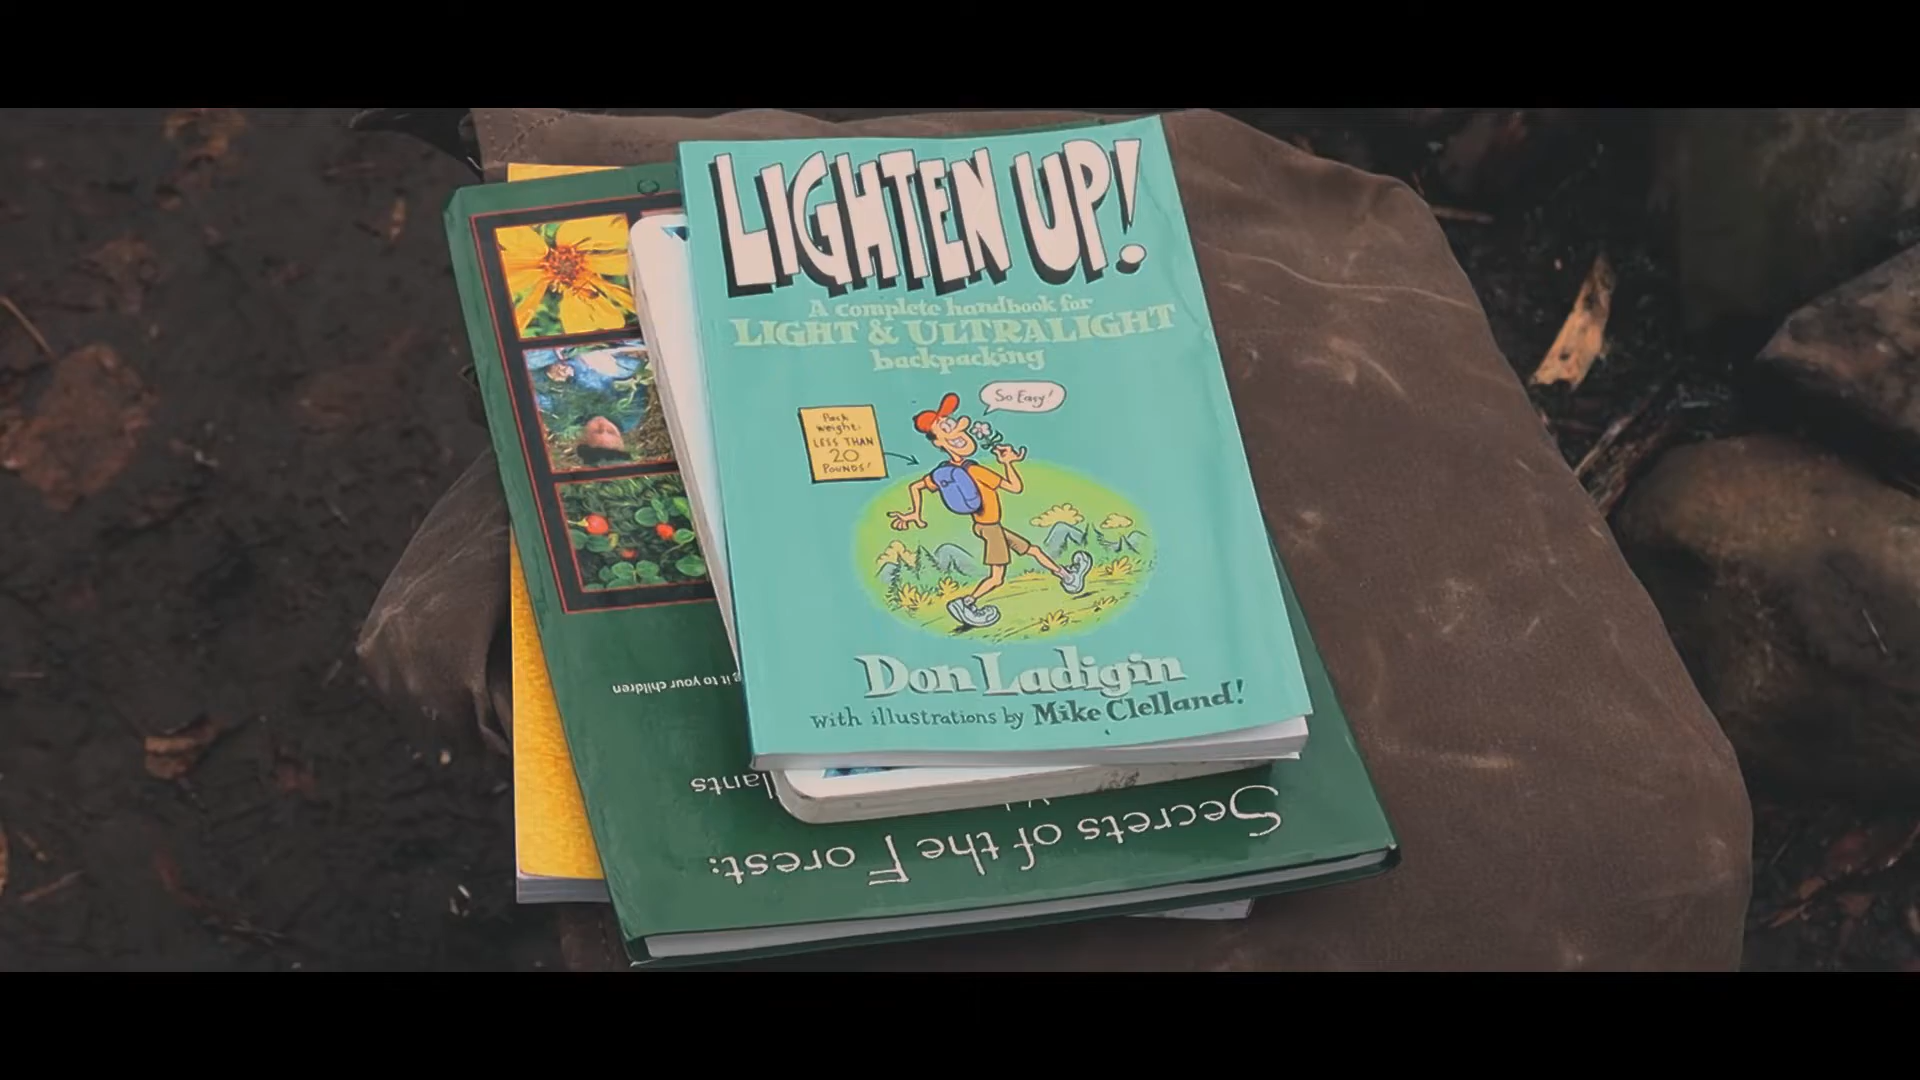 LIGHTEN UP!
A complete handbook for
LIGHT & ULTRALIGHT
backpacking
So Easy!
Pack
weight:
LESS THAN
20
POUNDS!
Don Ladigin
with illustrations by Mike Clelland!
Secrets of the Forest:
it to your children